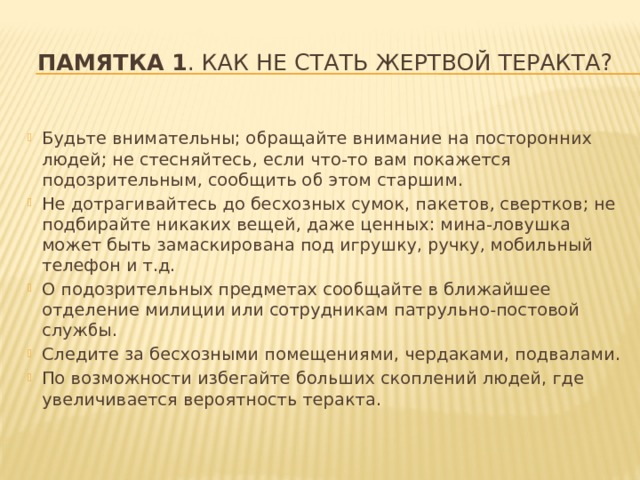 ПАМЯТКА 1. КАК НЕ СТАТЬ ЖЕРТВОЙ ТЕРАКТА?
Будьте внимательны; обращайте внимание на посторонних
людей; не стесняйтесь, если что-то вам покажется
подозрительным, сообщить об этом старшим.
Не дотрагивайтесь до бесхозных сумок, пакетов, свертков; не
подбирайте никаких вещей, даже ценных: мина-ловушка
может быть замаскирована под игрушку, ручку, мобильный
телефон и т.д.
О подозрительных предметах сообщайте в ближайшее
отделение милиции или сотрудникам патрульно-постовой
службы.
Следите за бесхозными помещениями, чердаками, подвалами.
По возможности избегайте больших скоплений людей, где
увеличивается вероятность теракта.